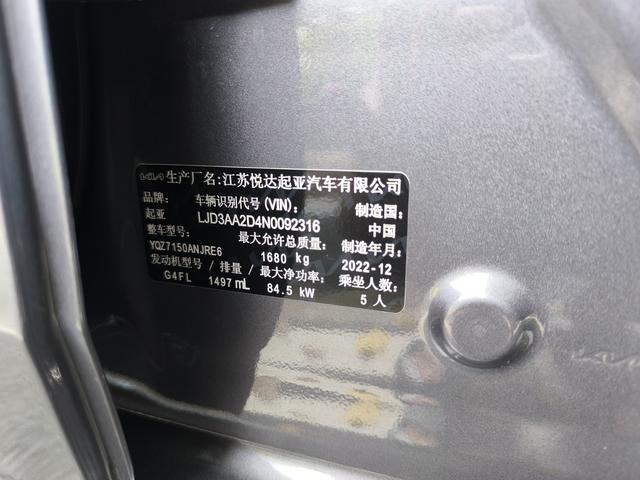 KIA 生产厂名:江苏悦达起亚汽车有限公司
品牌: 车辆识别代号(VIN): 制造国:
起亚 LJD3AA2D4N0092316 中国
整车型号: 最大允许总质量: 制造年月:
YQZ7150ANJRE6 1680 kg 2022-12
发动机型号/排量/最大净功率: 乘坐人数:
G4FL 1497 mL 84.5 kW 5 人